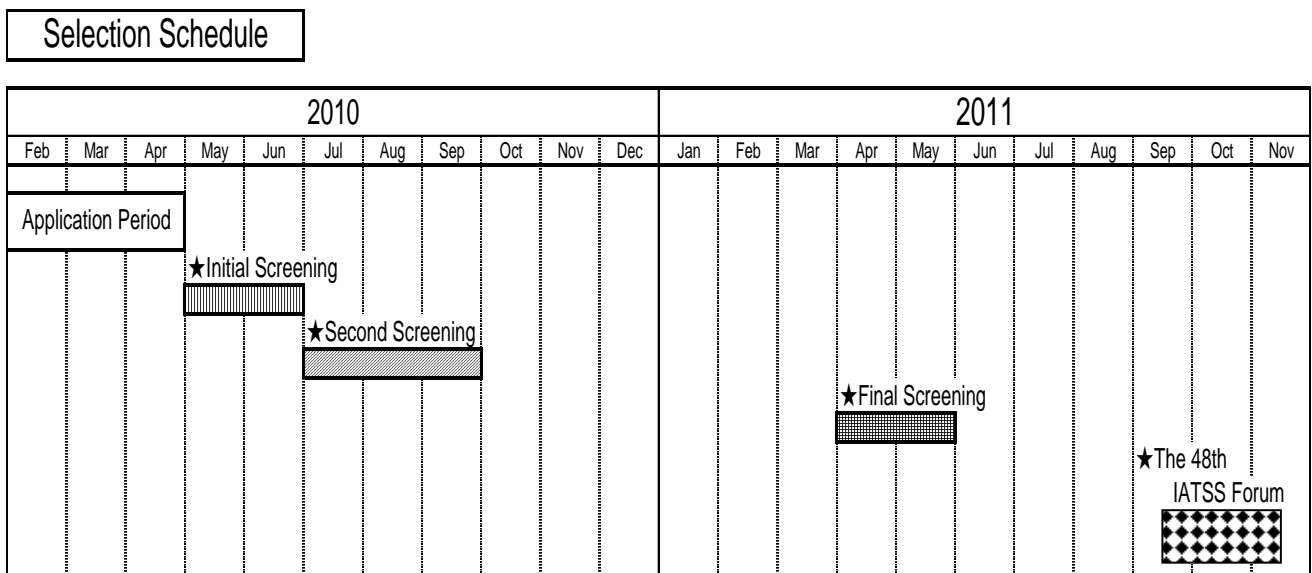 Selection Schedule
2010 2011
Feb Mar Apr May Jun Jul Aug Sep Oct Nov Dec Jan Feb Mar Apr May Jun Jul Aug Sep Oct Nov
Application Period
★Initial Screening
★Second Screening
★Final Screening
★The 48th
IATSS Forum